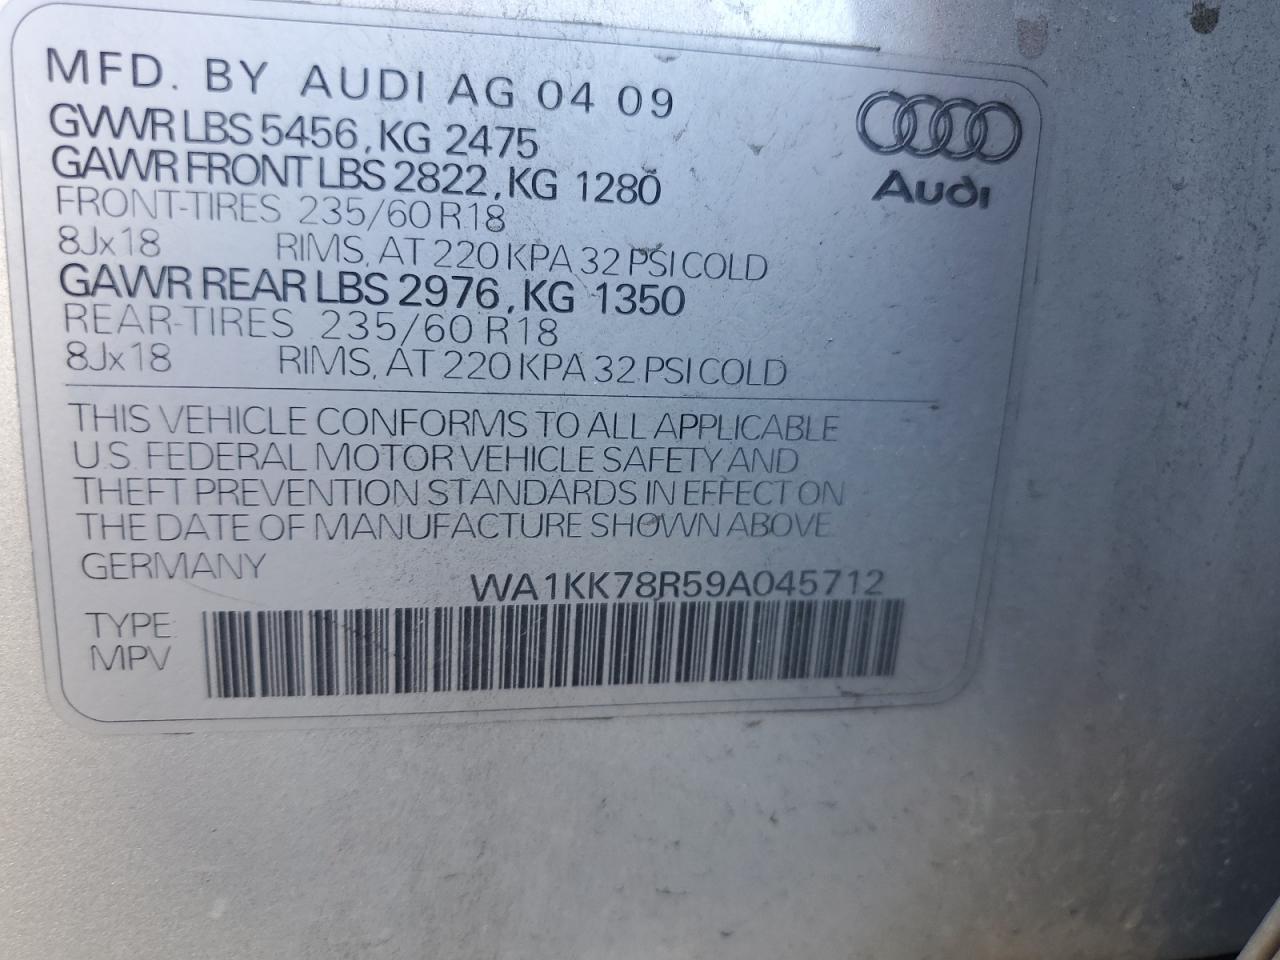 MFD. BY AUDI AG 04 09
GVWR LBS 5456, KG 2475
GAWR FRONT LBS 2822, KG 1280
FRONT-TIRES 235/60 R18
8Jx18 RIMS, AT 220 KPA 32 PSI COLD
GAWR REAR LBS 2976, KG 1350
REAR-TIRES 235/60 R18
8Jx18 RIMS, AT 220 KPA 32 PSI COLD
Audi
THIS VEHICLE CONFORMS TO ALL APPLICABLE
U.S. FEDERAL MOTOR VEHICLE SAFETY AND
THEFT PREVENTION STANDARDS IN EFFECT ON
THE DATE OF MANUFACTURE SHOWN ABOVE
GERMANY
WA1KK78R59A045712
TYPE:
MPV